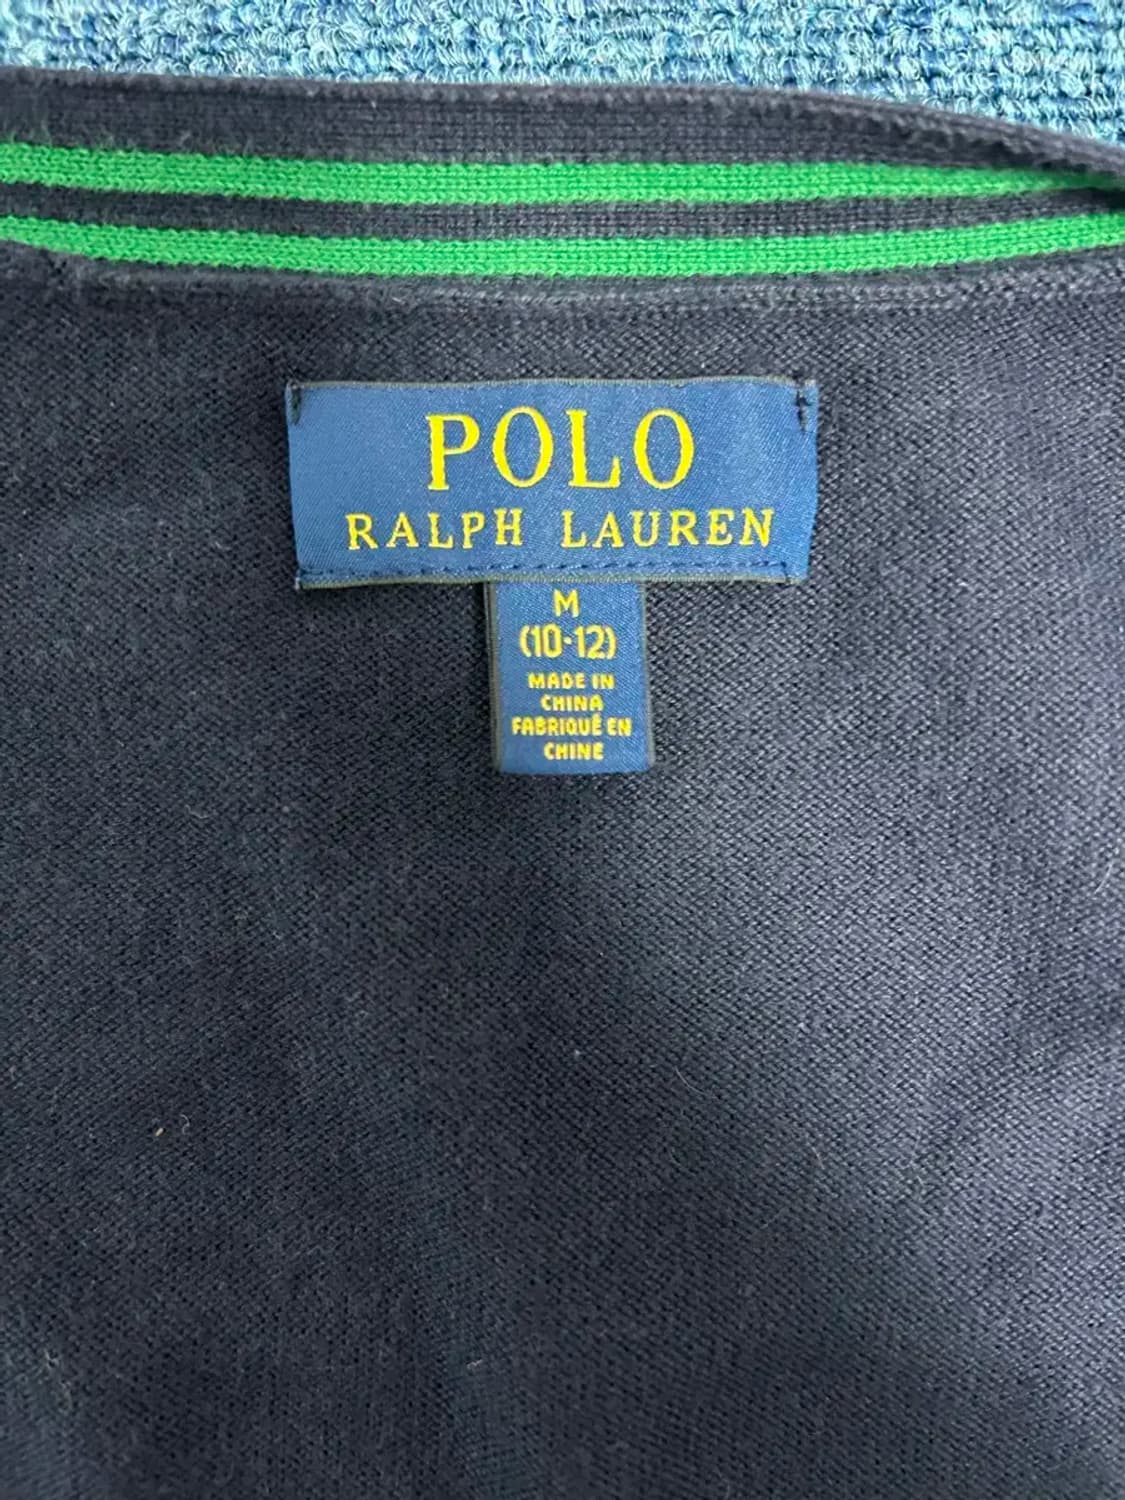 POLO
RALPH LAUREN
M
(10-12)
MADE IN
CHINA
FABRIQUÉ EN
CHINE